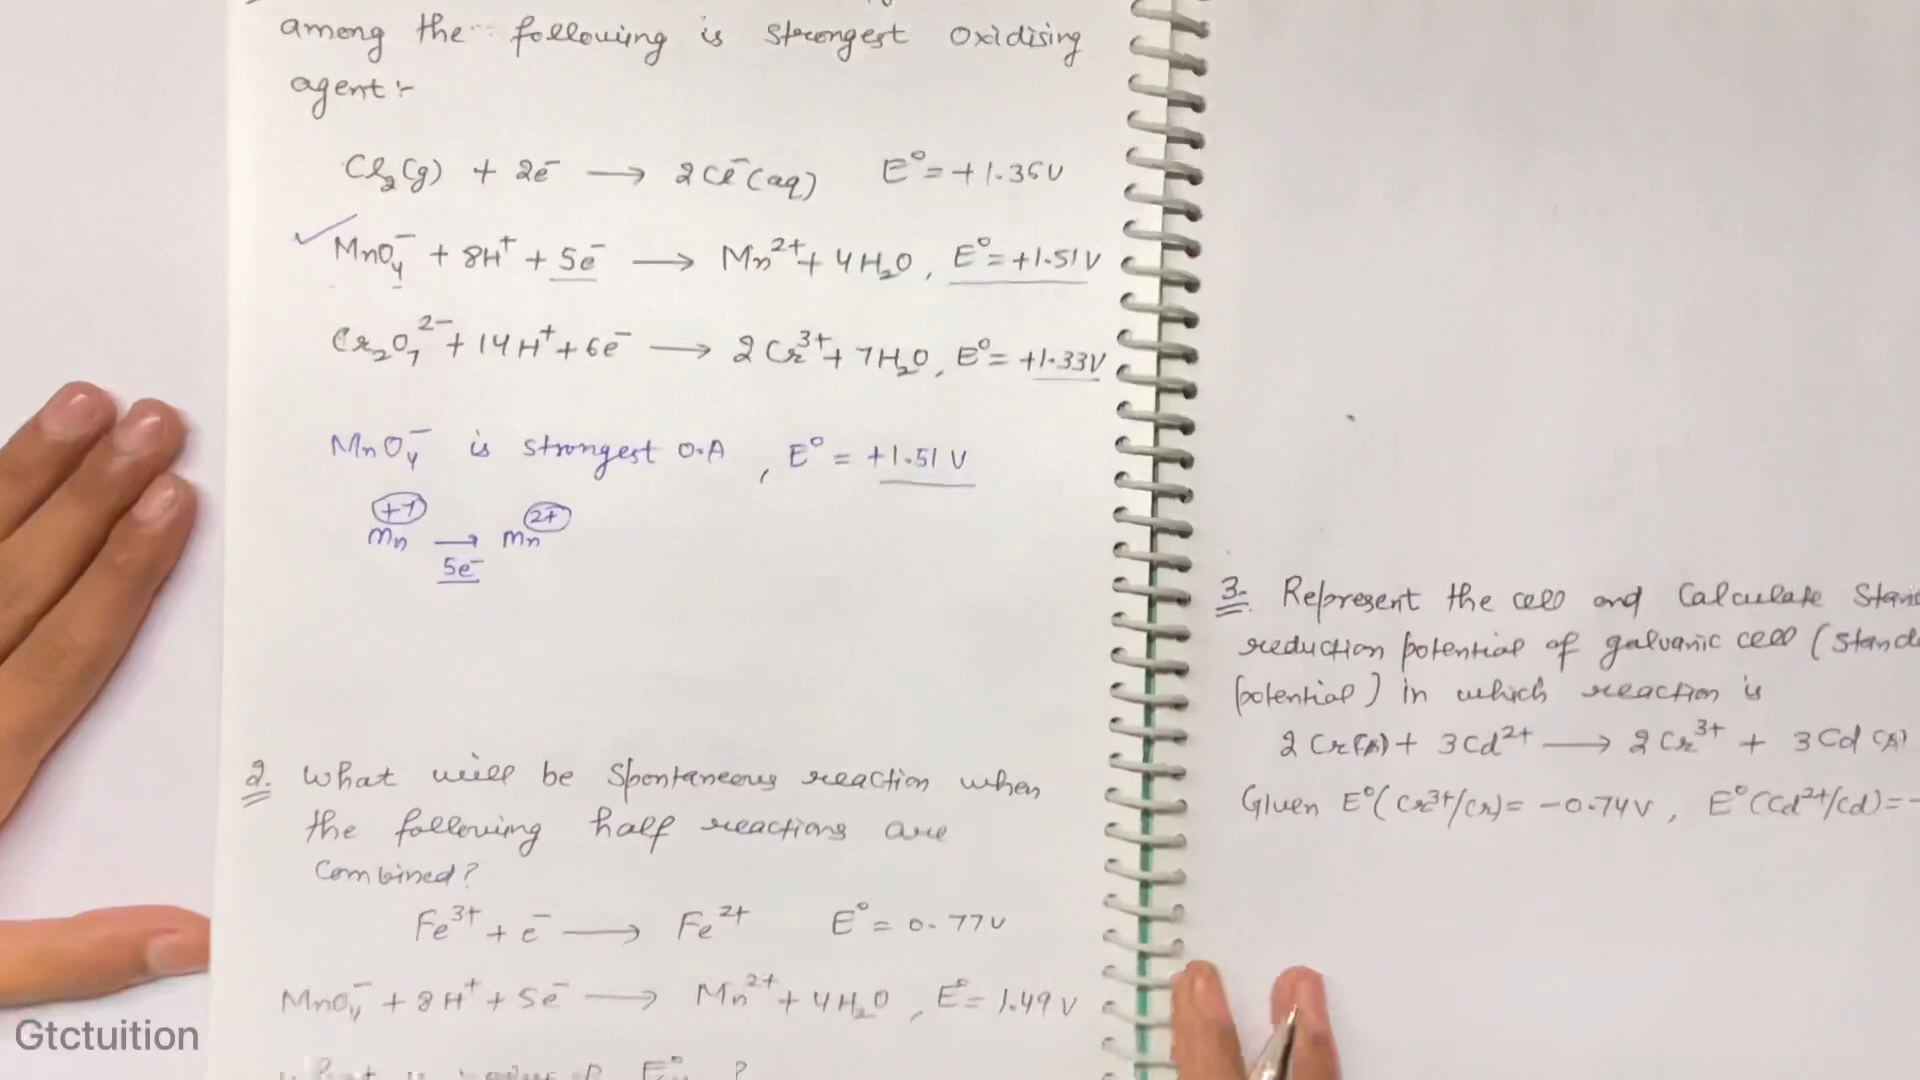 among the following is strongest oxidising
agent:-
Cl₂(g) + 2e⁻ ⟶ 2Cl⁻(aq) E° = +1.36V
✓ MnO₄⁻ + 8H⁺ + 5e⁻ ⟶ Mn²⁺ + 4H₂O, E° = +1.51V
Cr₂O₇²⁻ + 14H⁺ + 6e⁻ ⟶ 2Cr³⁺ + 7H₂O, E° = +1.33V
MnO₄⁻ is strongest O.A, E° = +1.51 V
+7 2+
Mn ⟶ Mn
5e⁻
2. What will be spontaneous reaction when
the following half reactions are
combined?
Fe³⁺ + e⁻ ⟶ Fe²⁺ E° = 0.77V
MnO₄⁻ + 8H⁺ + 5e⁻ ⟶ Mn²⁺ + 4H₂O, E° = 1.49 V
3. Represent the cell and Calculate
reduction potential of galvanic cell (
potential) in which reaction is
2Cr(s) + 3Cd²⁺ ⟶ 2Cr³⁺ + 3Cd(s)
Given E°(Cr³⁺/Cr) = -0.74V, E°(Cd²⁺/Cd) = -
Gtctuition